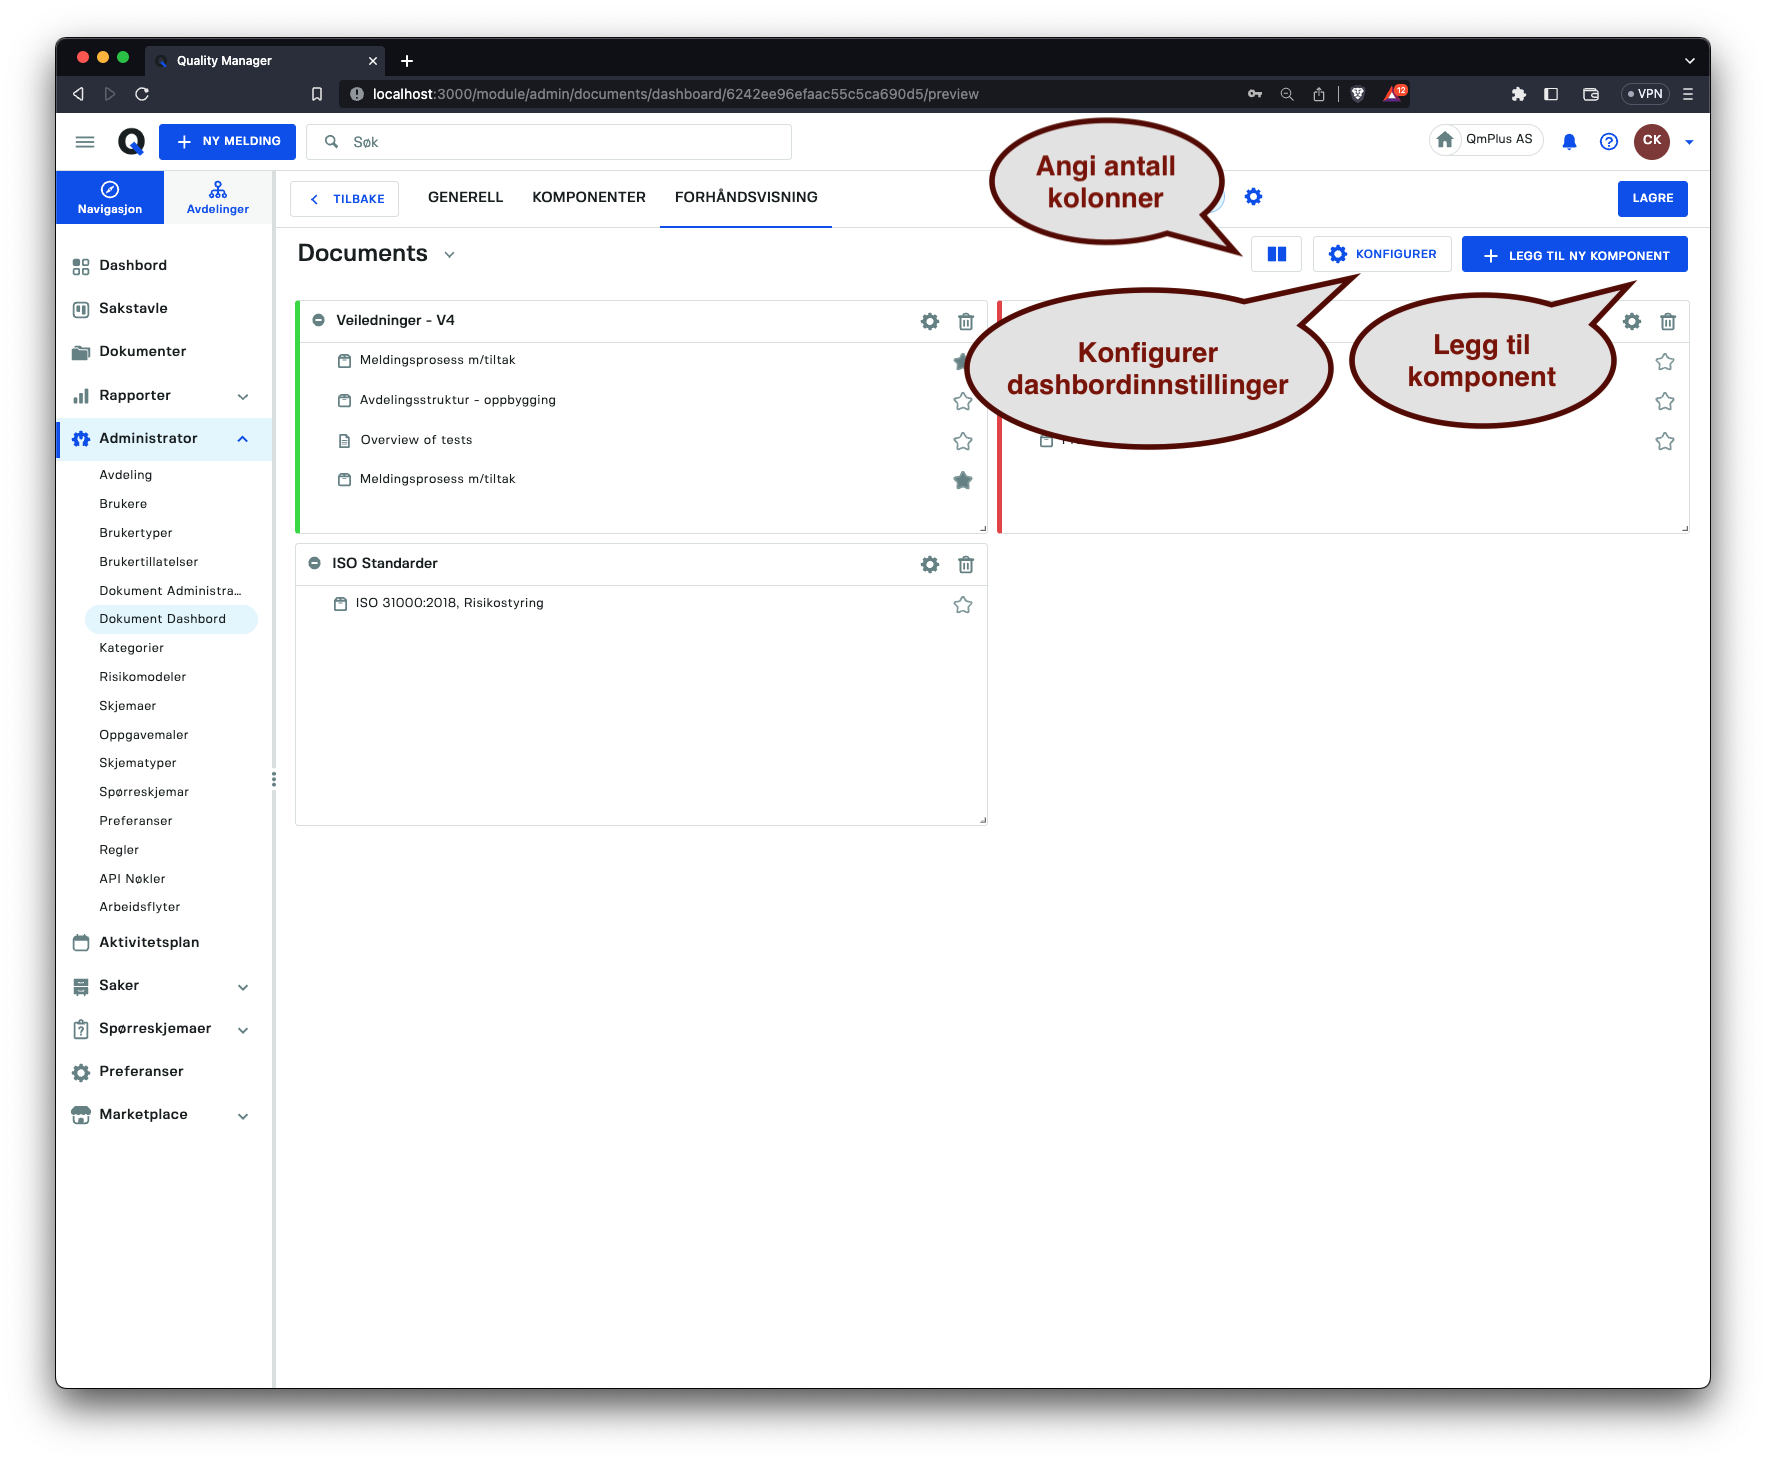 Quality Manager
localhost:3000/module/admin/documents/dashboard/6242ee96efaac55c5ca690d5/preview
12
VPN
NY MELDING
Søk
QmPlus AS
CK
Navigasjon
Avdelinger
TILBAKE
GENERELL
KOMPONENTER
FORHÅNDSVISNING
Angi antall
kolonner
LAGRE
Documents
KONFIGURER
LEGG TIL NY KOMPONENT
Konfigurer
dashbordinnstillinger
Legg til
komponent
Dashbord
Sakstavle
Dokumenter
Rapporter
Administrator
Avdeling
Brukere
Brukertyper
Brukertillatelser
Dokument Administra...
Dokument Dashbord
Kategorier
Risikomodeler
Skjemaer
Oppgavemaler
Skjematyper
Spørreskjemar
Preferanser
Regler
API Nøkler
Arbeidsflyter
Aktivitetsplan
Saker
Spørreskjemaer
Preferanser
Marketplace
Veiledninger - V4
Meldingsprosess m/tiltak
Avdelingsstruktur - oppbygging
Overview of tests
Meldingsprosess m/tiltak
ISO Standarder
ISO 31000:2018, Risikostyring